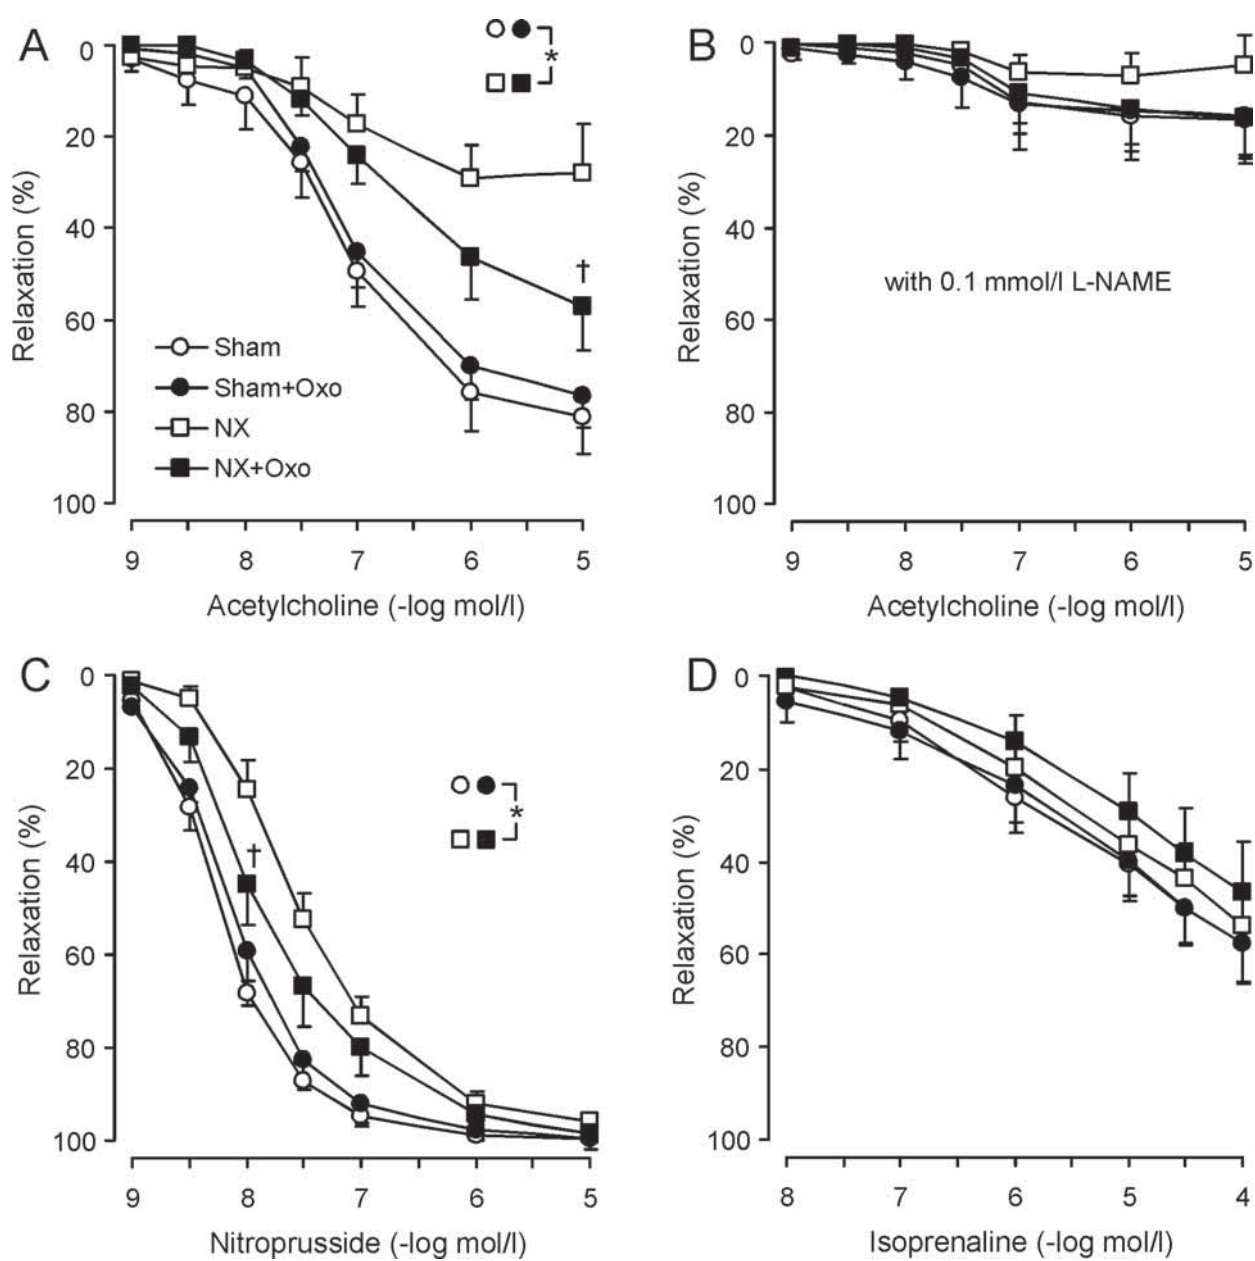 A
B
0
20
40
60
80
100
Relaxation (%)
*
†
Sham
Sham+Oxo
NX
NX+Oxo
9 8 7 6 5
Acetylcholine (-log mol/l)
0
20
40
60
80
100
Relaxation (%)
with 0.1 mmol/l L-NAME
9 8 7 6 5
Acetylcholine (-log mol/l)
C
D
0
20
40
60
80
100
Relaxation (%)
*
†
9 8 7 6 5
Nitroprusside (-log mol/l)
0
20
40
60
80
100
Relaxation (%)
8 7 6 5 4
Isoprenaline (-log mol/l)